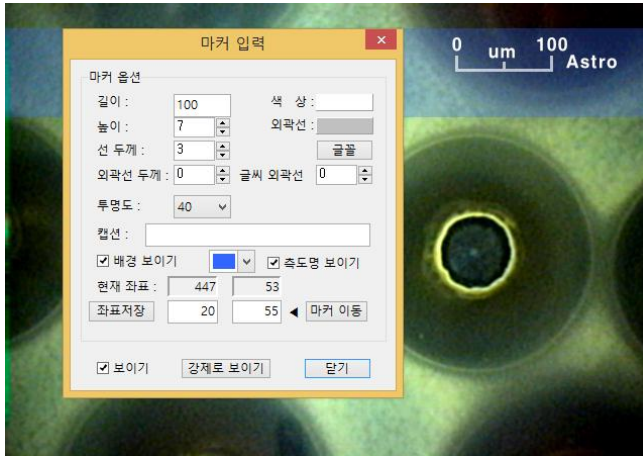 마커 입력
0 um 100
Astro
마커 옵션
길이 : 100 색 상 :
높이 : 7 외곽선 :
선 두께 : 3 글꼴
외곽선 두께 : 0 글씨 외곽선 0
투명도 : 40
캡션 :
배경 보이기 측도명 보이기
현재 좌표 : 447 53
좌표저장 20 55 ◀ 마커 이동
보이기 강제로 보이기 닫기